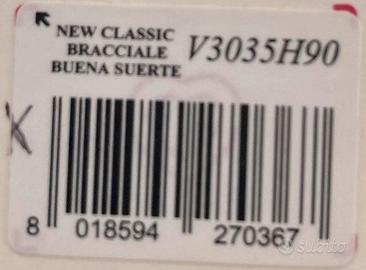 NEW CLASSIC
BRACCIALE
BUENA SUERTE
V3035H90
8 018594 270367
subito